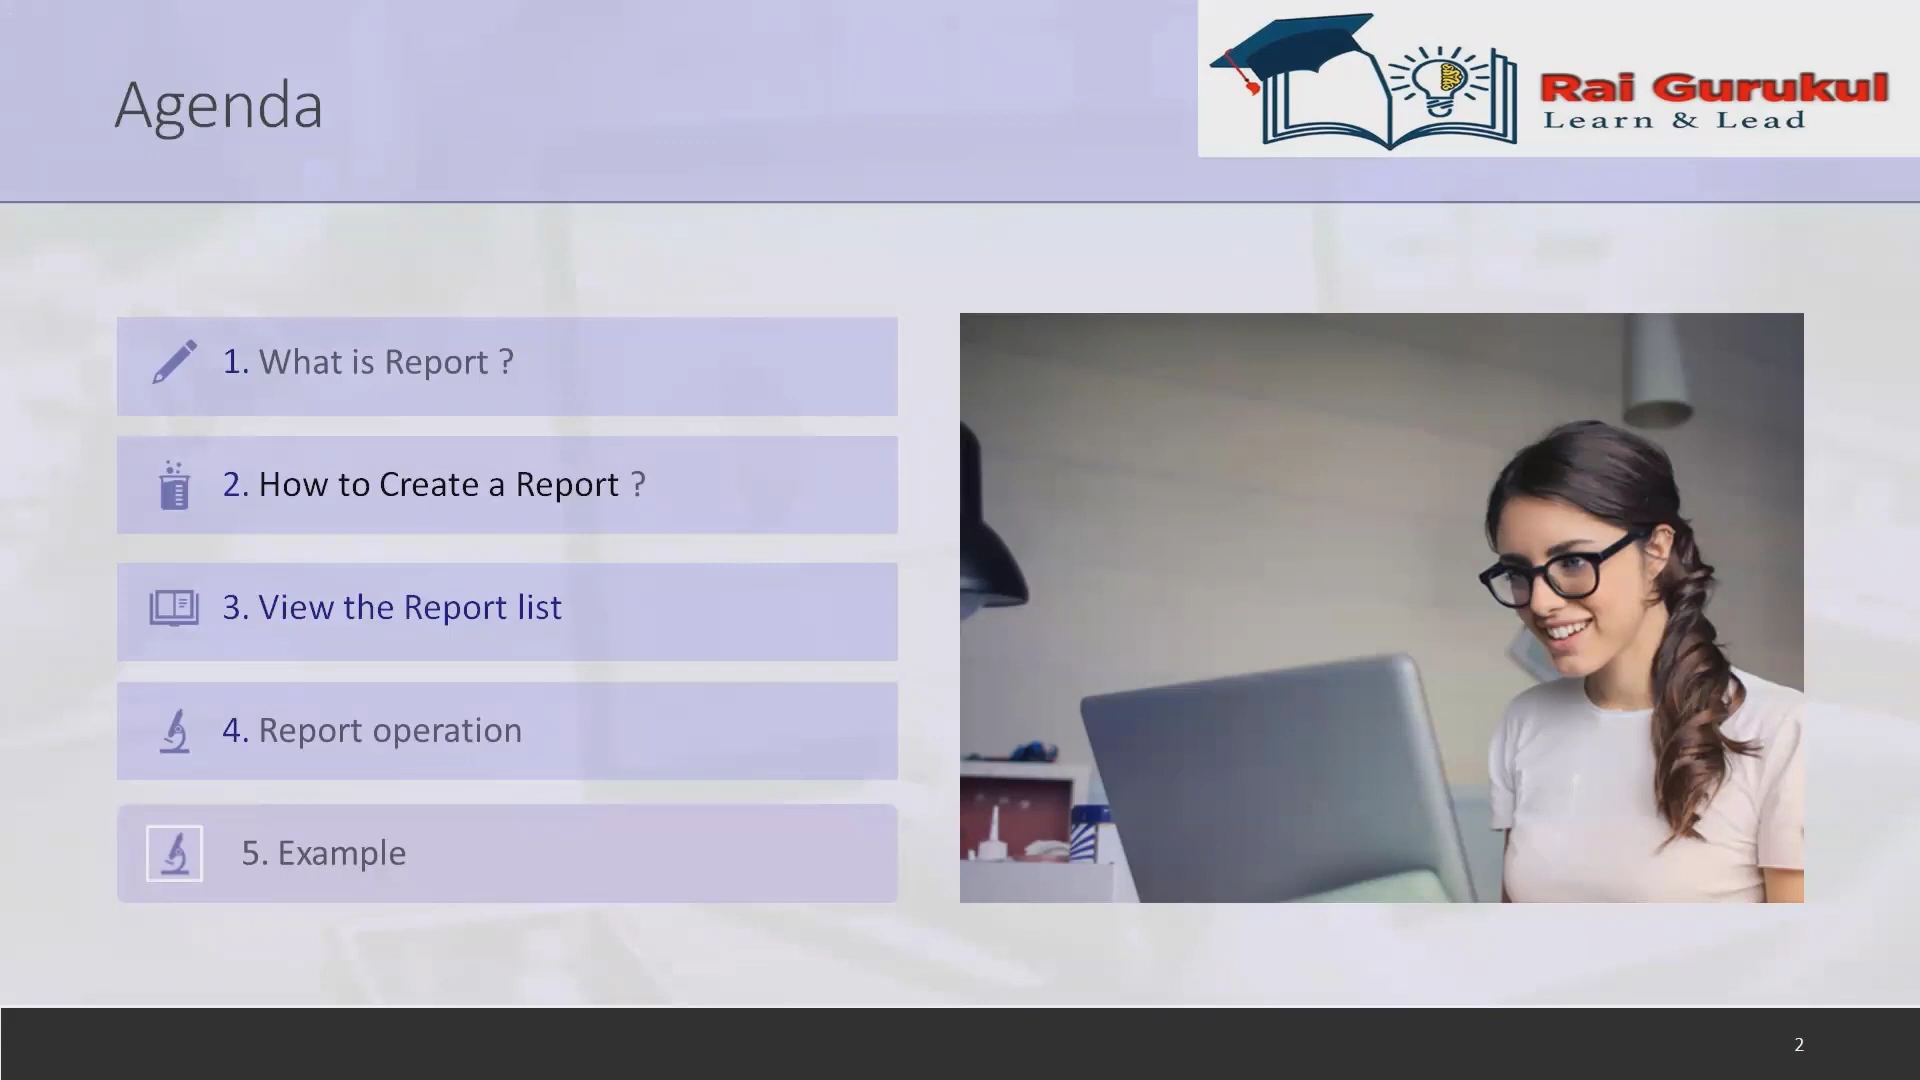 Agenda
Rai Gurukul
Learn & Lead
1. What is Report ?
2. How to Create a Report ?
3. View the Report list
4. Report operation
5. Example
2